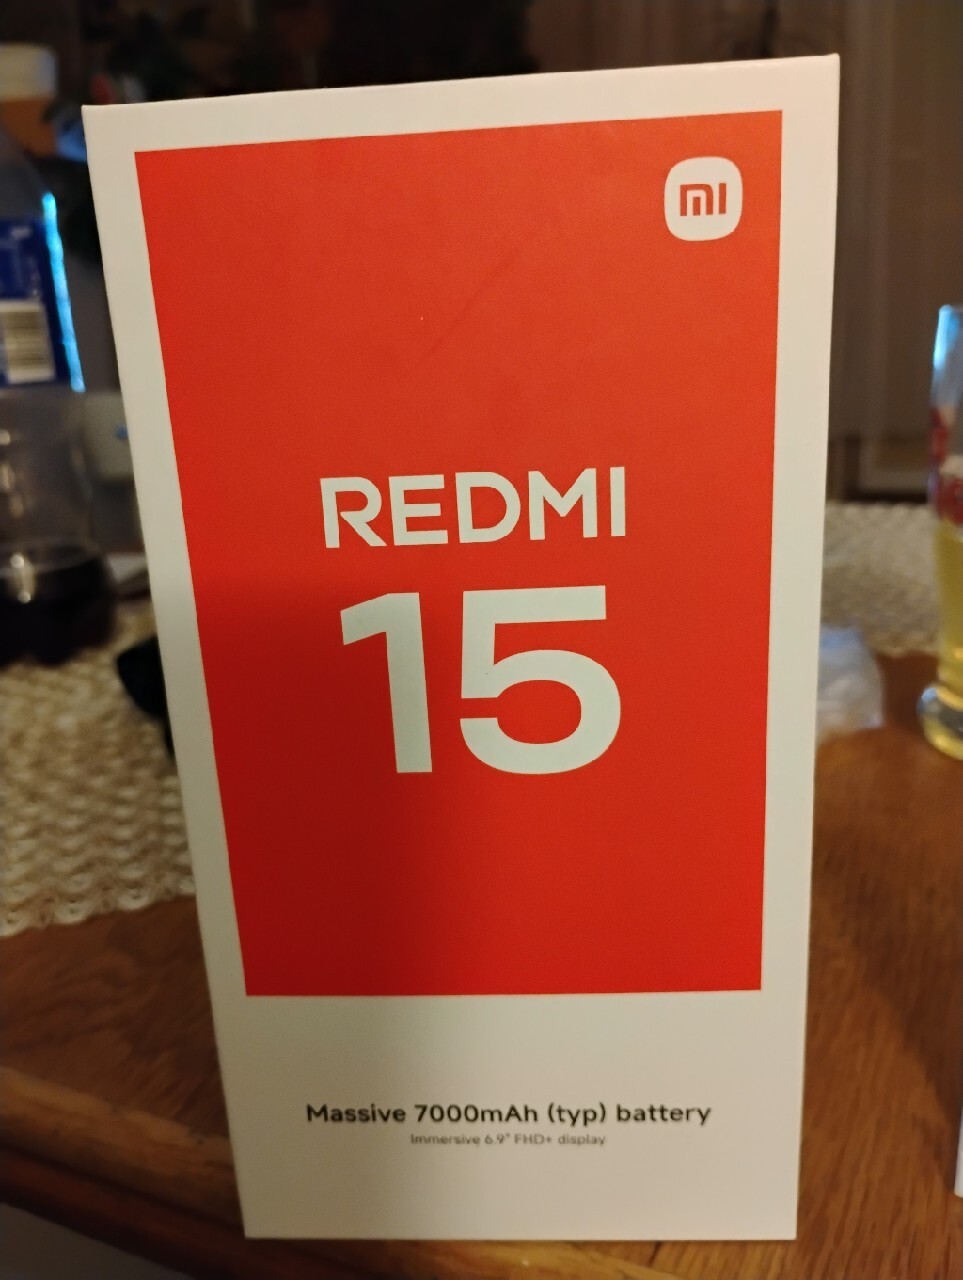 mi
REDMI
15
Massive 7000mAh (typ) battery
Immersive 6.9" FHD+ display